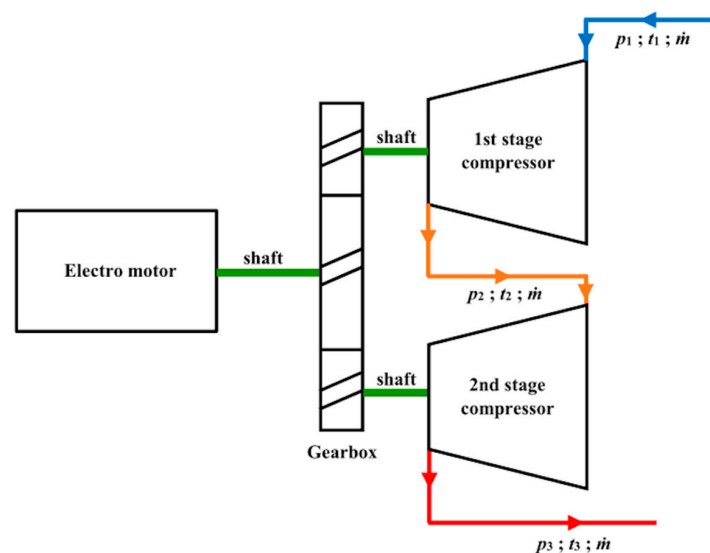 p1 ; t1 ; ṁ
shaft
1st stage
compressor
shaft
Electro motor
p2 ; t2 ; ṁ
shaft
2nd stage
compressor
Gearbox
p3 ; t3 ; ṁ